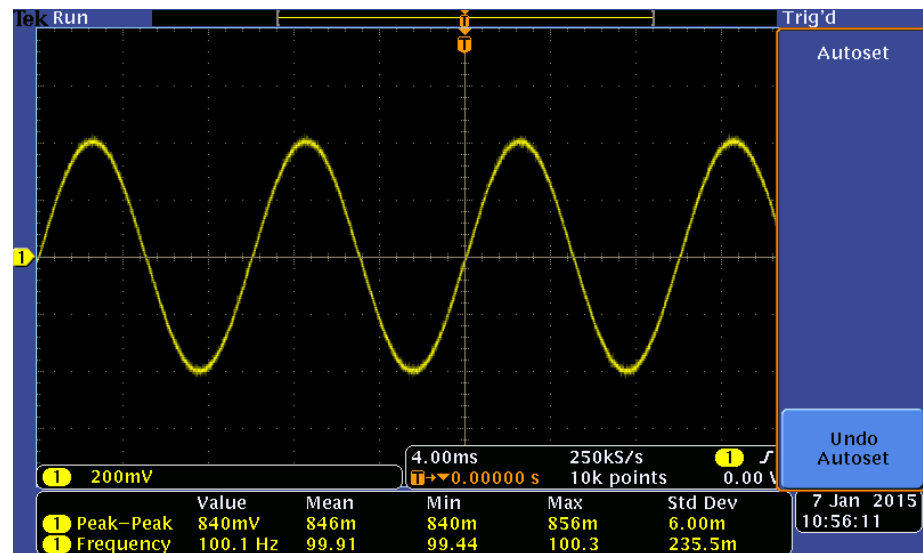 Tek Run Trig'd
T
T
Autoset
1
Undo
Autoset
1 200mV
4.00ms 250kS/s 1
T→▼0.00000 s 10k points 0.00 V
Value Mean Min Max Std Dev
1 Peak–Peak 840mV 846m 840m 856m 6.00m
1 Frequency 100.1 Hz 99.91 99.44 100.3 235.5m
7 Jan 2015
10:56:11